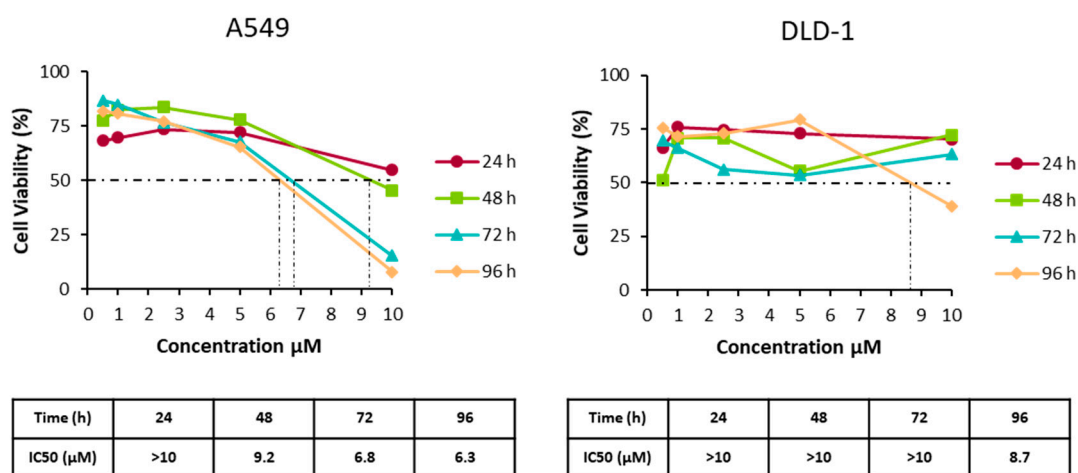 A549
100
75
50
25
0
Cell Viability (%)
0 1 2 3 4 5 6 7 8 9 10
Concentration µM
24 h
48 h
72 h
96 h
Time (h) 24 48 72 96
IC50 (µM) >10 9.2 6.8 6.3
DLD-1
100
75
50
25
0
Cell Viability (%)
0 1 2 3 4 5 6 7 8 9 10
Concentration µM
24 h
48 h
72 h
96 h
Time (h) 24 48 72 96
IC50 (µM) >10 >10 >10 8.7